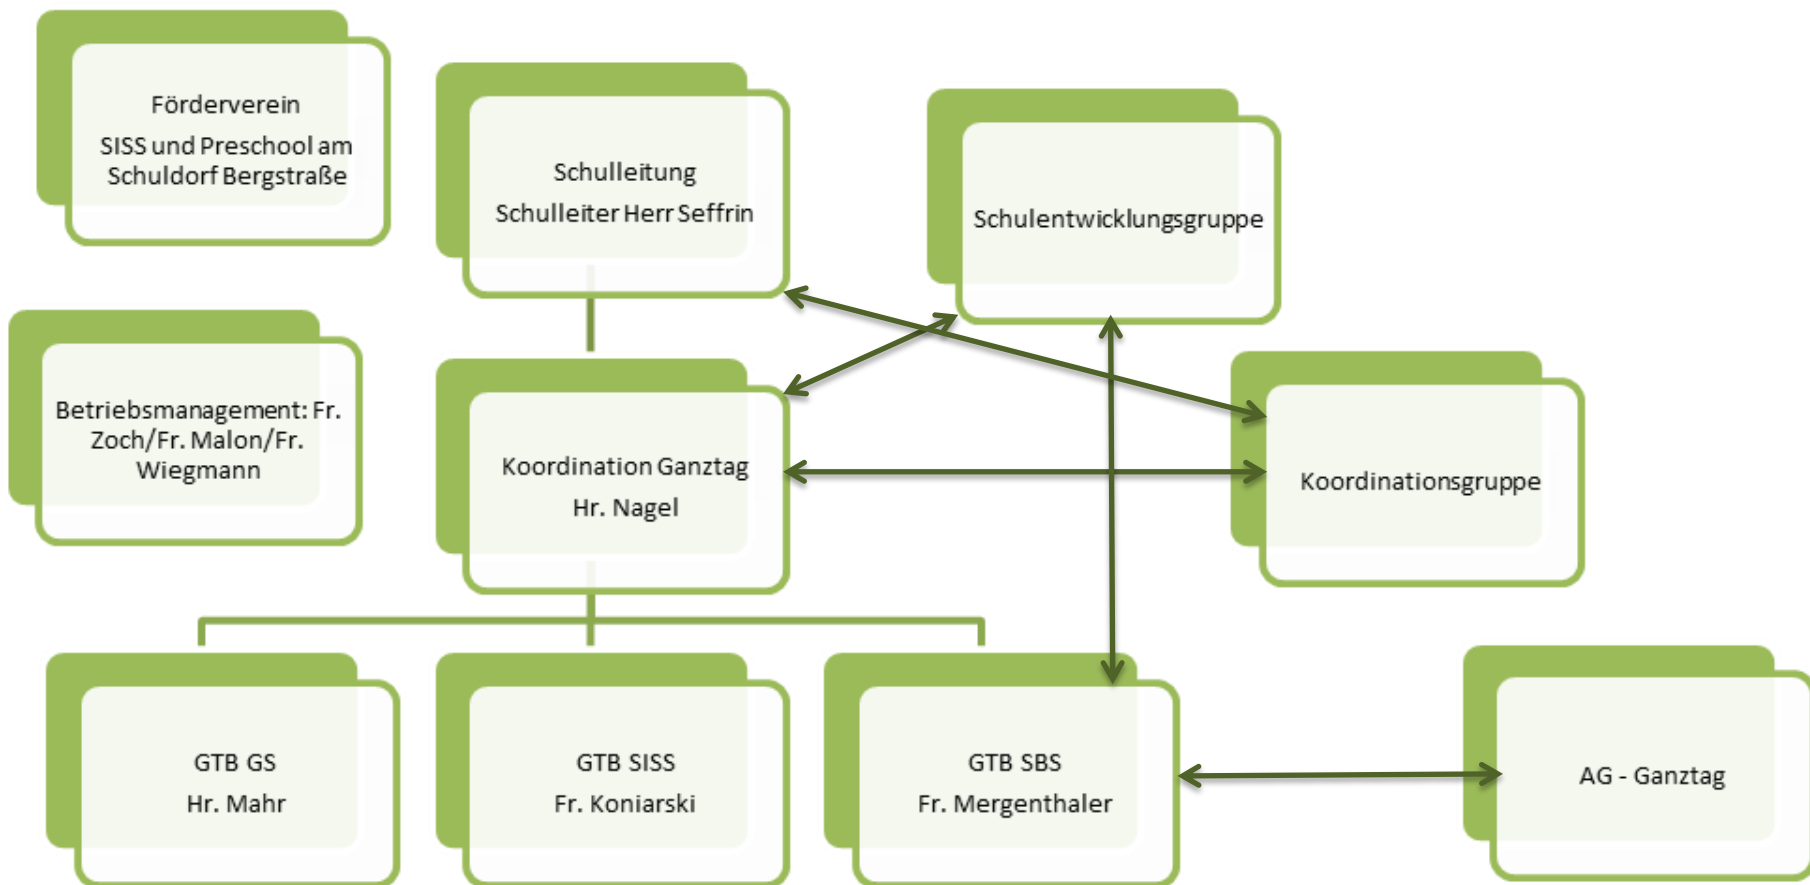 Förderverein
SISS und Preschool am
Schuldorf Bergstraße
Schulleitung
Schulleiter Herr Seffrin
Schulentwicklungsgruppe
Betriebsmanagement: Fr.
Zoch/Fr. Malon/Fr.
Wiegmann
Koordination Ganztag
Hr. Nagel
Koordinationsgruppe
GTB GS
Hr. Mahr
GTB SISS
Fr. Koniarski
GTB SBS
Fr. Mergenthaler
AG - Ganztag